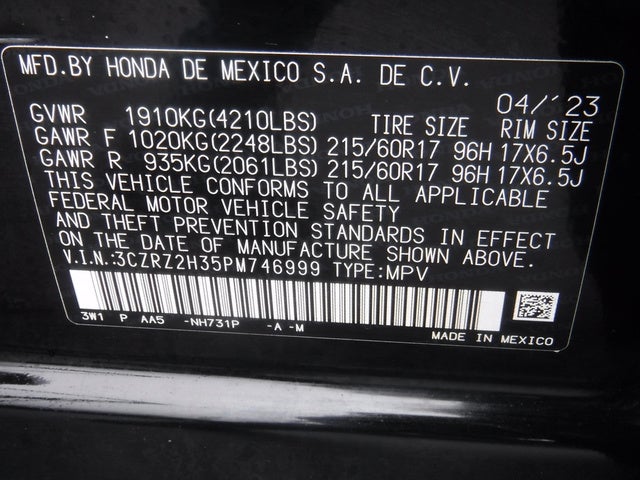 MFD.BY HONDA DE MEXICO S.A. DE C.V.
04/'23
GVWR 1910KG(4210LBS) TIRE SIZE RIM SIZE
GAWR F 1020KG(2248LBS) 215/60R17 96H 17X6.5J
GAWR R 935KG(2061LBS) 215/60R17 96H 17X6.5J
THIS VEHICLE CONFORMS TO ALL APPLICABLE
FEDERAL MOTOR VEHICLE SAFETY
AND THEFT PREVENTION STANDARDS IN EFFECT
ON THE DATE OF MANUFACTURE SHOWN ABOVE.
V.I.N.:3CZRZ2H35PM746999 TYPE:MPV
3W1 P AA5 -NH731P -A -M
MADE IN MEXICO